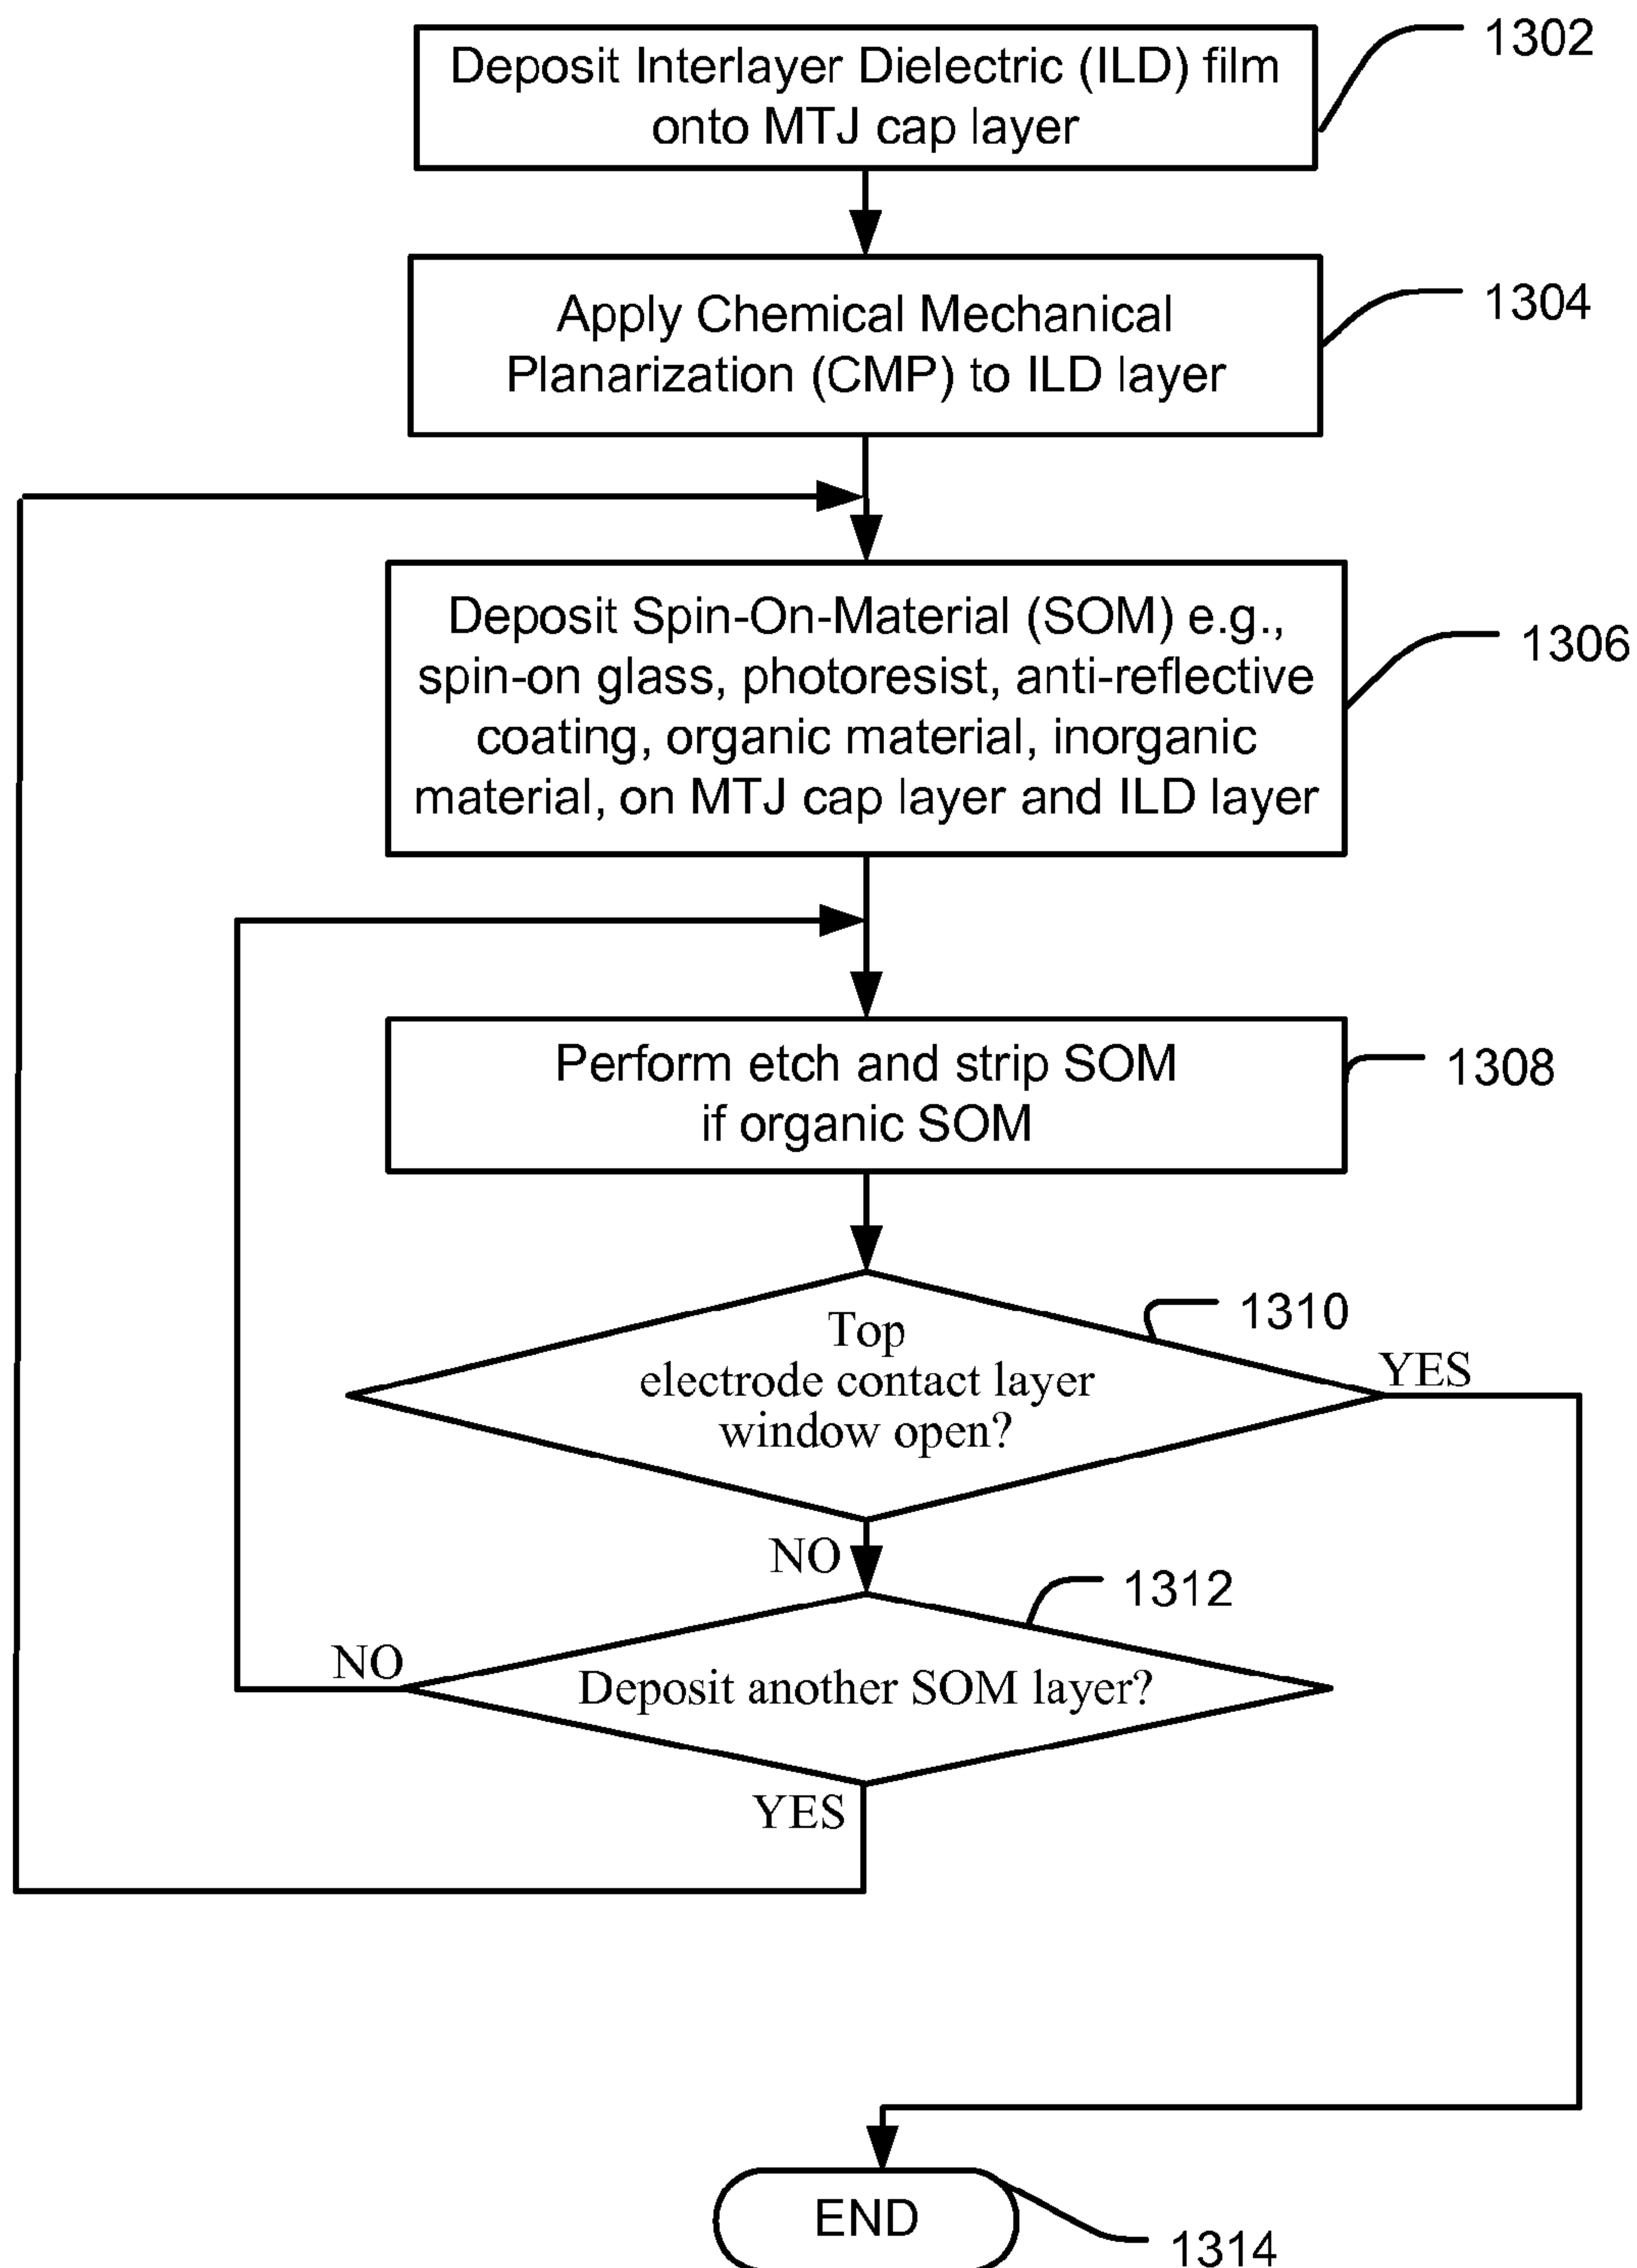 Deposit Interlayer Dielectric (ILD) film
onto MTJ cap layer
1302
Apply Chemical Mechanical
Planarization (CMP) to ILD layer
1304
Deposit Spin-On-Material (SOM) e.g.,
spin-on glass, photoresist, anti-reflective
coating, organic material, inorganic
material, on MTJ cap layer and ILD layer
1306
Perform etch and strip SOM
if organic SOM
1308
Top
electrode contact layer
window open?
1310
YES
NO
1312
Deposit another SOM layer?
NO
YES
END
1314